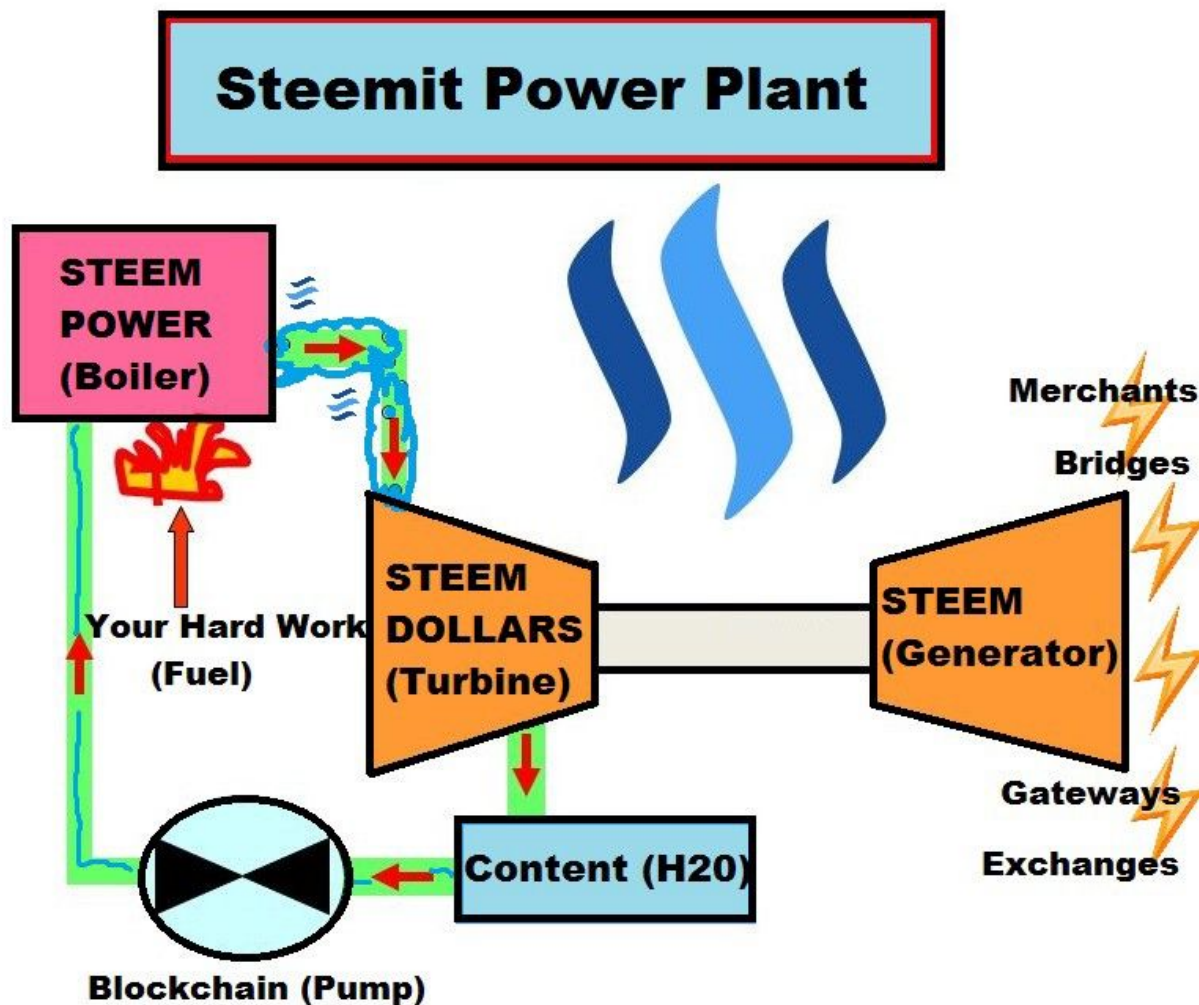 Steemit Power Plant
STEEM
POWER
(Boiler)
Merchants
Bridges
STEEM
DOLLARS
(Turbine)
STEEM
(Generator)
Your Hard Work
(Fuel)
Gateways
Exchanges
Content (H20)
Blockchain (Pump)